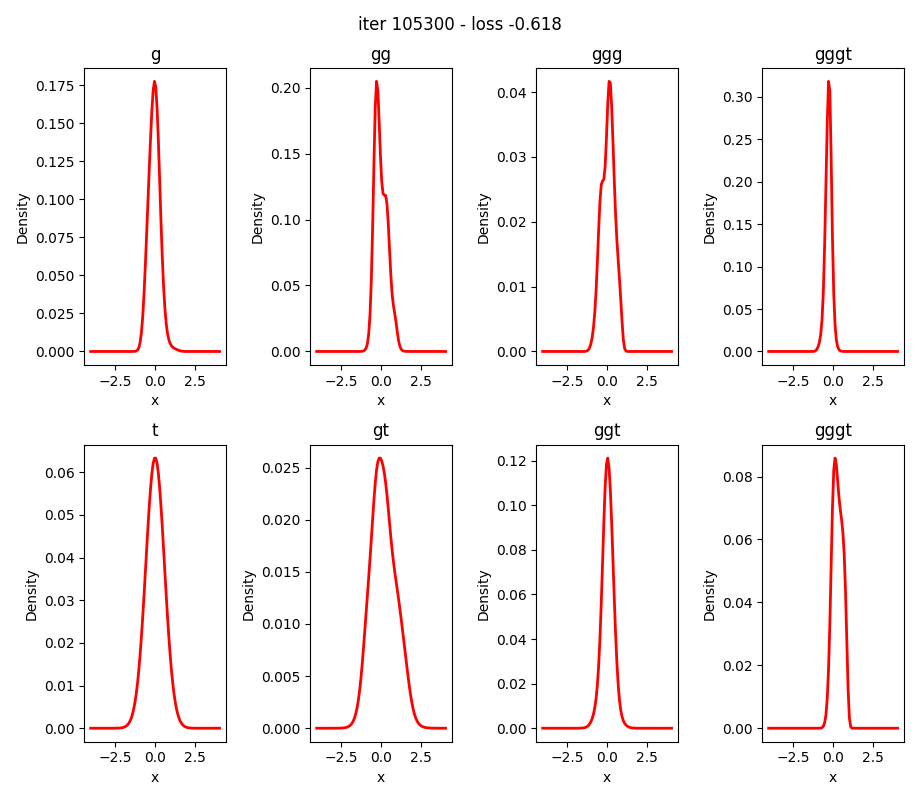 iter 105300 - loss -0.618
g
gg
ggg
gggt
0.175
0.150
0.125
0.100
0.075
0.050
0.025
0.000
Density
−2.5 0.0 2.5
x
0.20
0.15
0.10
0.05
0.00
Density
−2.5 0.0 2.5
x
0.04
0.03
0.02
0.01
0.00
Density
−2.5 0.0 2.5
x
0.30
0.25
0.20
0.15
0.10
0.05
0.00
Density
−2.5 0.0 2.5
x
t
gt
ggt
gggt
0.06
0.05
0.04
0.03
0.02
0.01
0.00
Density
−2.5 0.0 2.5
x
0.025
0.020
0.015
0.010
0.005
0.000
Density
−2.5 0.0 2.5
x
0.12
0.10
0.08
0.06
0.04
0.02
0.00
Density
−2.5 0.0 2.5
x
0.08
0.06
0.04
0.02
0.00
Density
−2.5 0.0 2.5
x